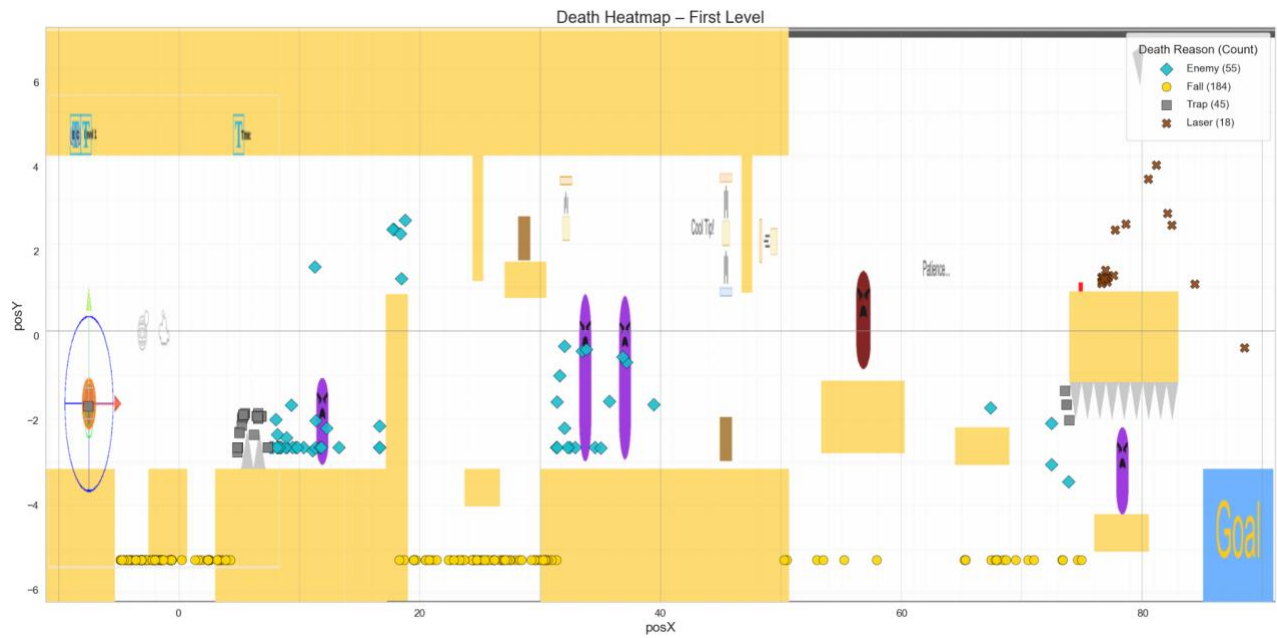 Death Heatmap – First Level
Death Reason (Count)
Enemy (55)
Fall (184)
Trap (45)
Laser (18)
6
4
2
0
−2
−4
−6
posY
T
T
Cool Tip!
Patience...
Goal
0
20
40
60
80
posX